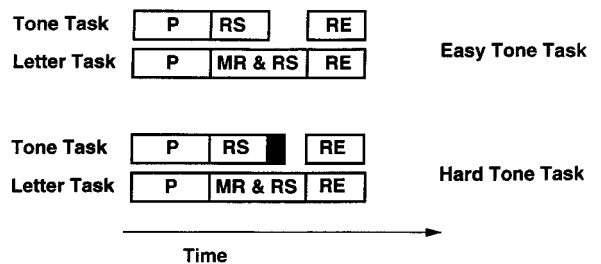 Tone Task P RS RE
Letter Task P MR & RS RE
Easy Tone Task
Tone Task P RS RE
Letter Task P MR & RS RE
Hard Tone Task
Time